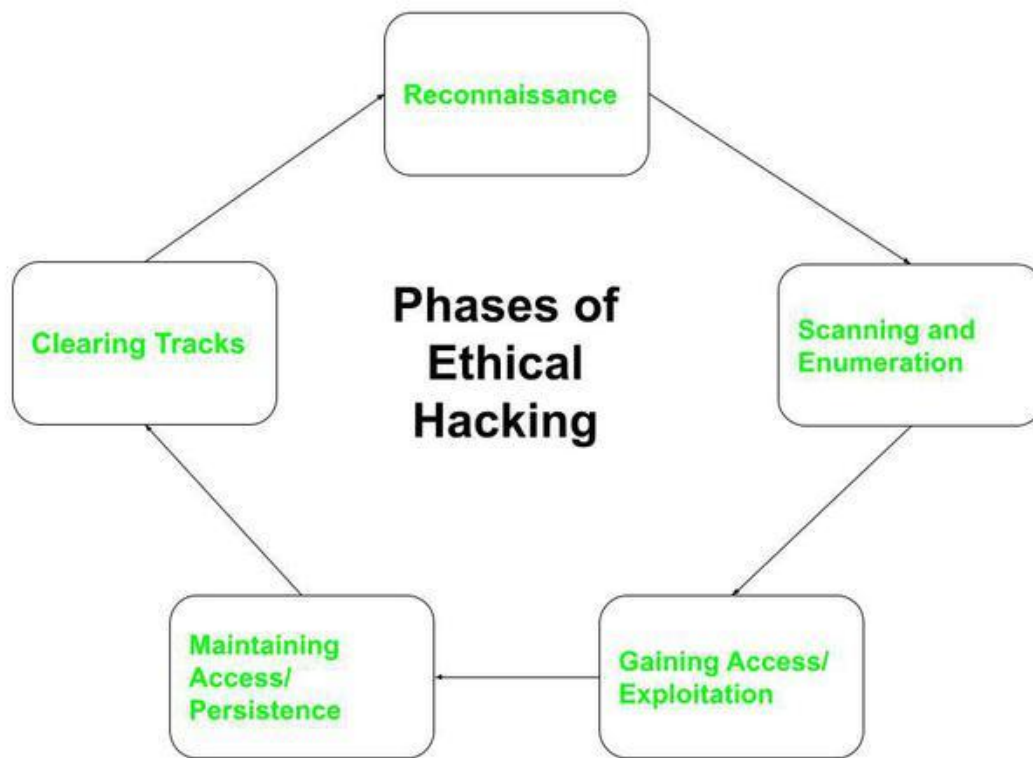 Reconnaissance
Phases of
Ethical
Hacking
Scanning and
Enumeration
Gaining Access/
Exploitation
Maintaining
Access/
Persistence
Clearing Tracks